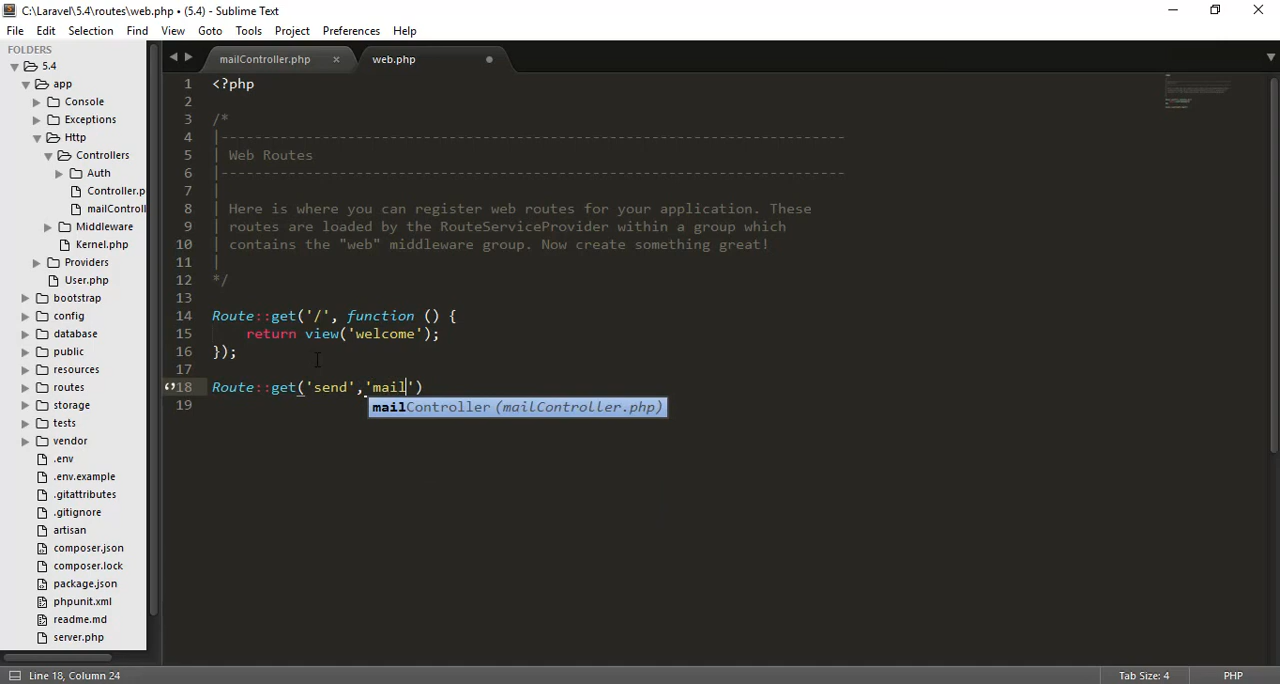 C:\Laravel\5.4\routes\web.php • (5.4) - Sublime Text
File Edit Selection Find View Goto Tools Project Preferences Help
FOLDERS
5.4
app
Console
Exceptions
Http
Controllers
Auth
Controller.p
mailControll
Middleware
Kernel.php
Providers
User.php
bootstrap
config
database
public
resources
routes
storage
tests
vendor
.env
.env.example
.gitattributes
.gitignore
artisan
composer.json
composer.lock
package.json
phpunit.xml
readme.md
server.php
mailController.php × web.php
1 <?php
2
3 /*
4 |--------------------------------------------------------------------------
5 | Web Routes
6 |--------------------------------------------------------------------------
7 |
8 | Here is where you can register web routes for your application. These
9 | routes are loaded by the RouteServiceProvider within a group which
10 | contains the "web" middleware group. Now create something great!
11 |
12 */
13
14 Route::get('/', function () {
15     return view('welcome');
16 });
17
18 Route::get('send','mail')
mailController (mailController.php)
19
Line 18, Column 24
Tab Size: 4 PHP